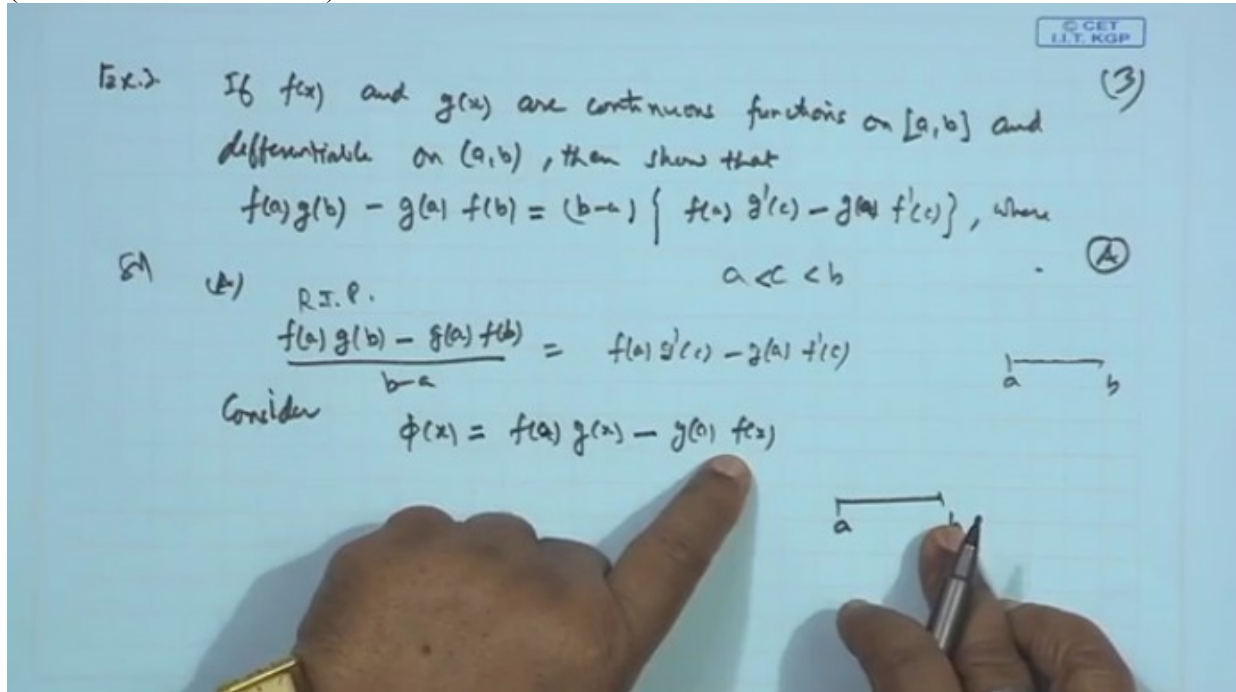 © CET
I.I.T. KGP
Ex.2. If f(x) and g(x) are continuous functions on [a,b] and (3)
differentiable on (a,b), then show that
f(a) g(b) - g(a) f(b) = (b-a) { f(a) g'(c) - g(a) f'(c) }, where
a < c < b . (A)
Sol (A) R.I.P.
f(a) g(b) - g(a) f(b) / b-a = f(a) g'(c) - g(a) f'(c)
a b
Consider
φ(x) = f(a) g(x) - g(a) f(x)
a b